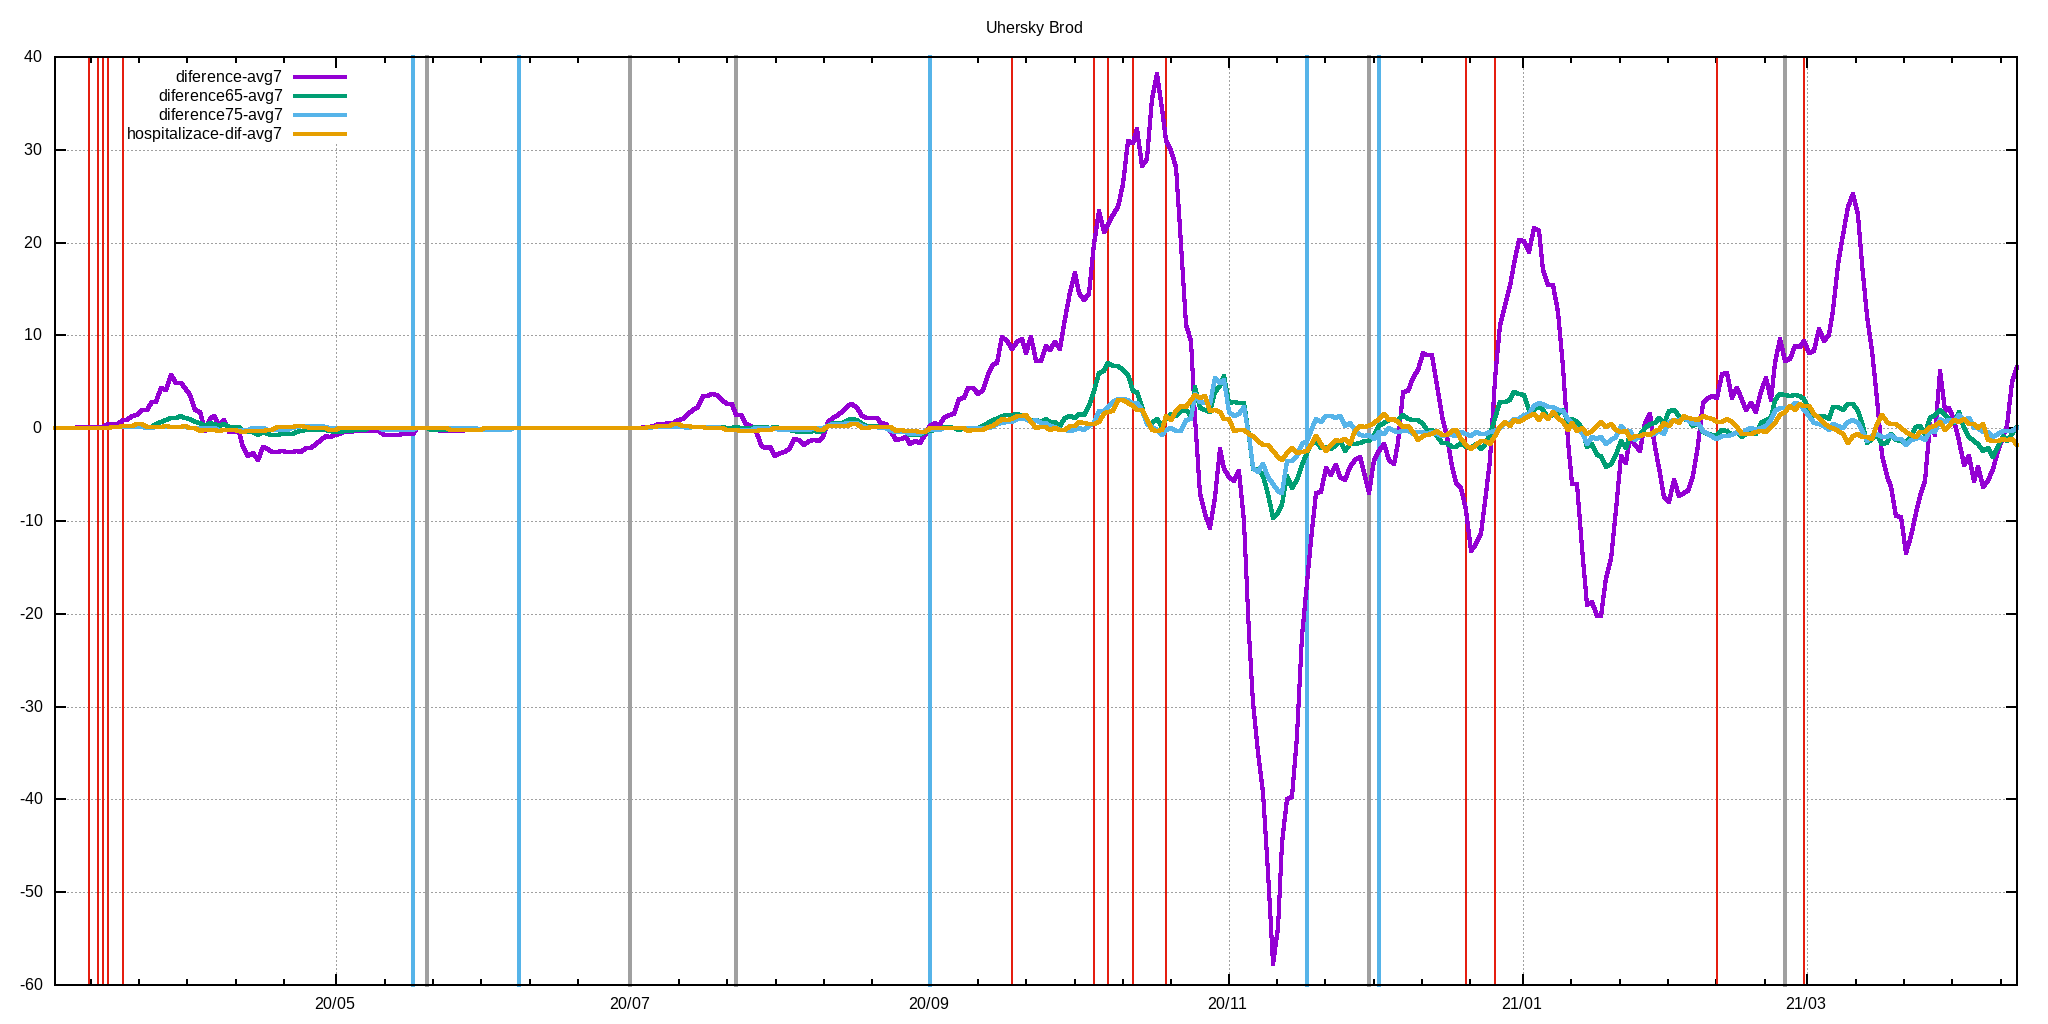 Uhersky Brod
diference-avg7
diference65-avg7
diference75-avg7
hospitalizace-dif-avg7
40
30
20
10
0
-10
-20
-30
-40
-50
-60
20/05 20/07 20/09 20/11 21/01 21/03